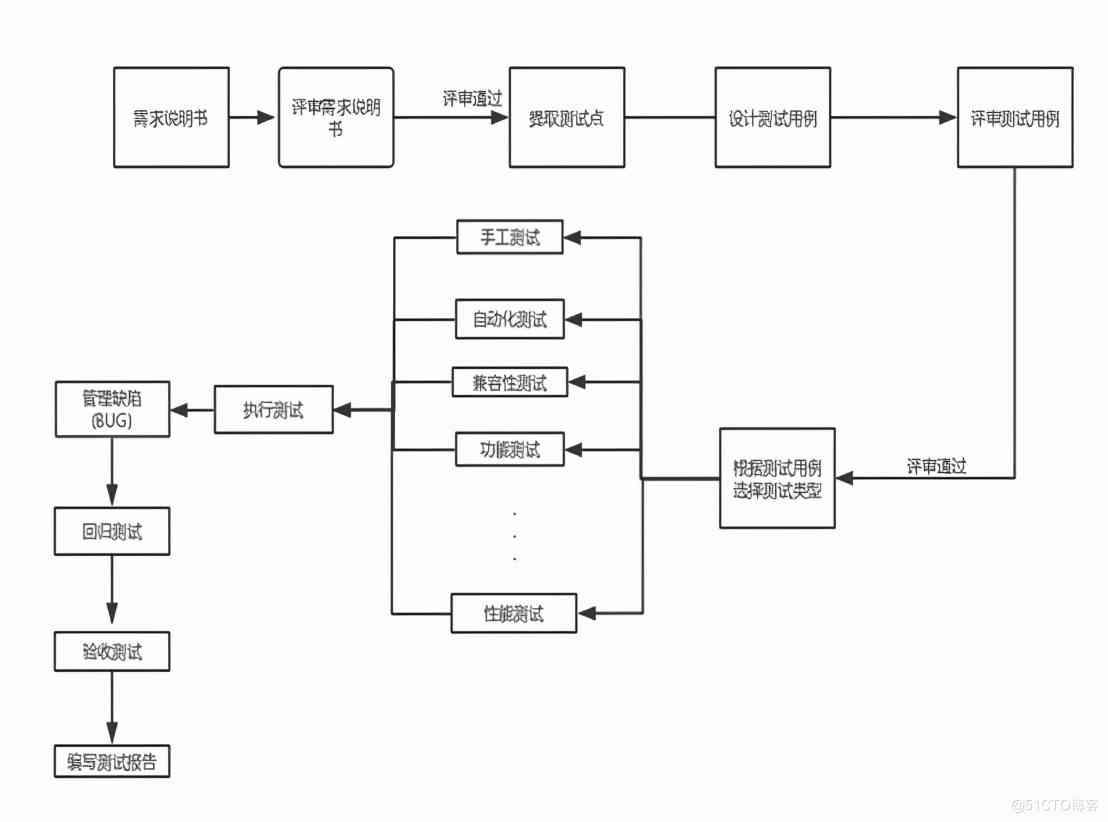 需求说明书
评审需求说明
书
评审通过
提取测试点
设计测试用例
评审测试用例
手工测试
自动化测试
兼容性测试
功能测试
性能测试
评审通过
根据测试用例
选择测试类型
执行测试
管理缺陷
(BUG)
回归测试
验收测试
编写测试报告
@51CTO博客